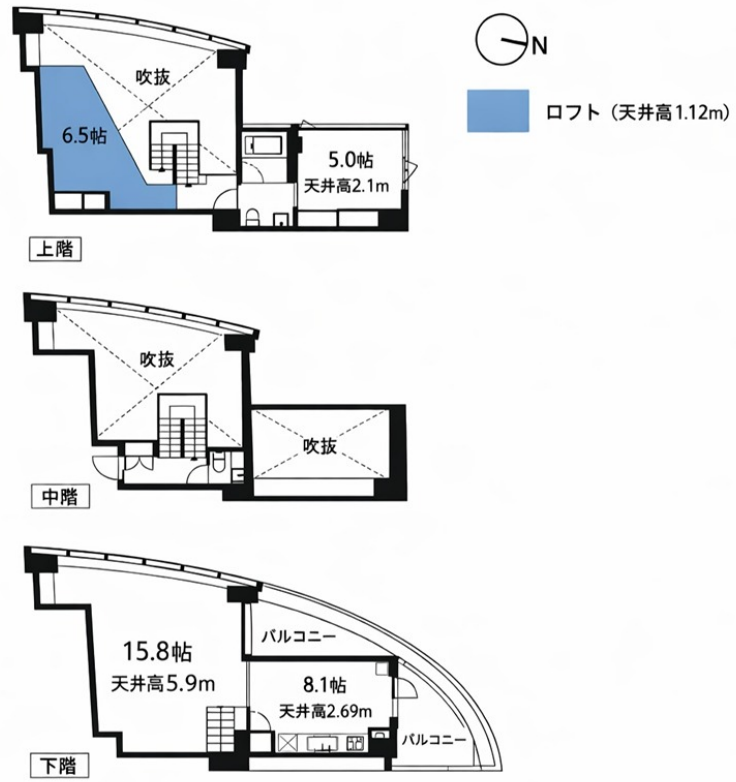 N
ロフト（天井高1.12m）
吹抜
6.5帖
5.0帖
天井高2.1m
上階
吹抜
吹抜
中階
バルコニー
15.8帖
天井高5.9m
8.1帖
天井高2.69m
バルコニー
下階